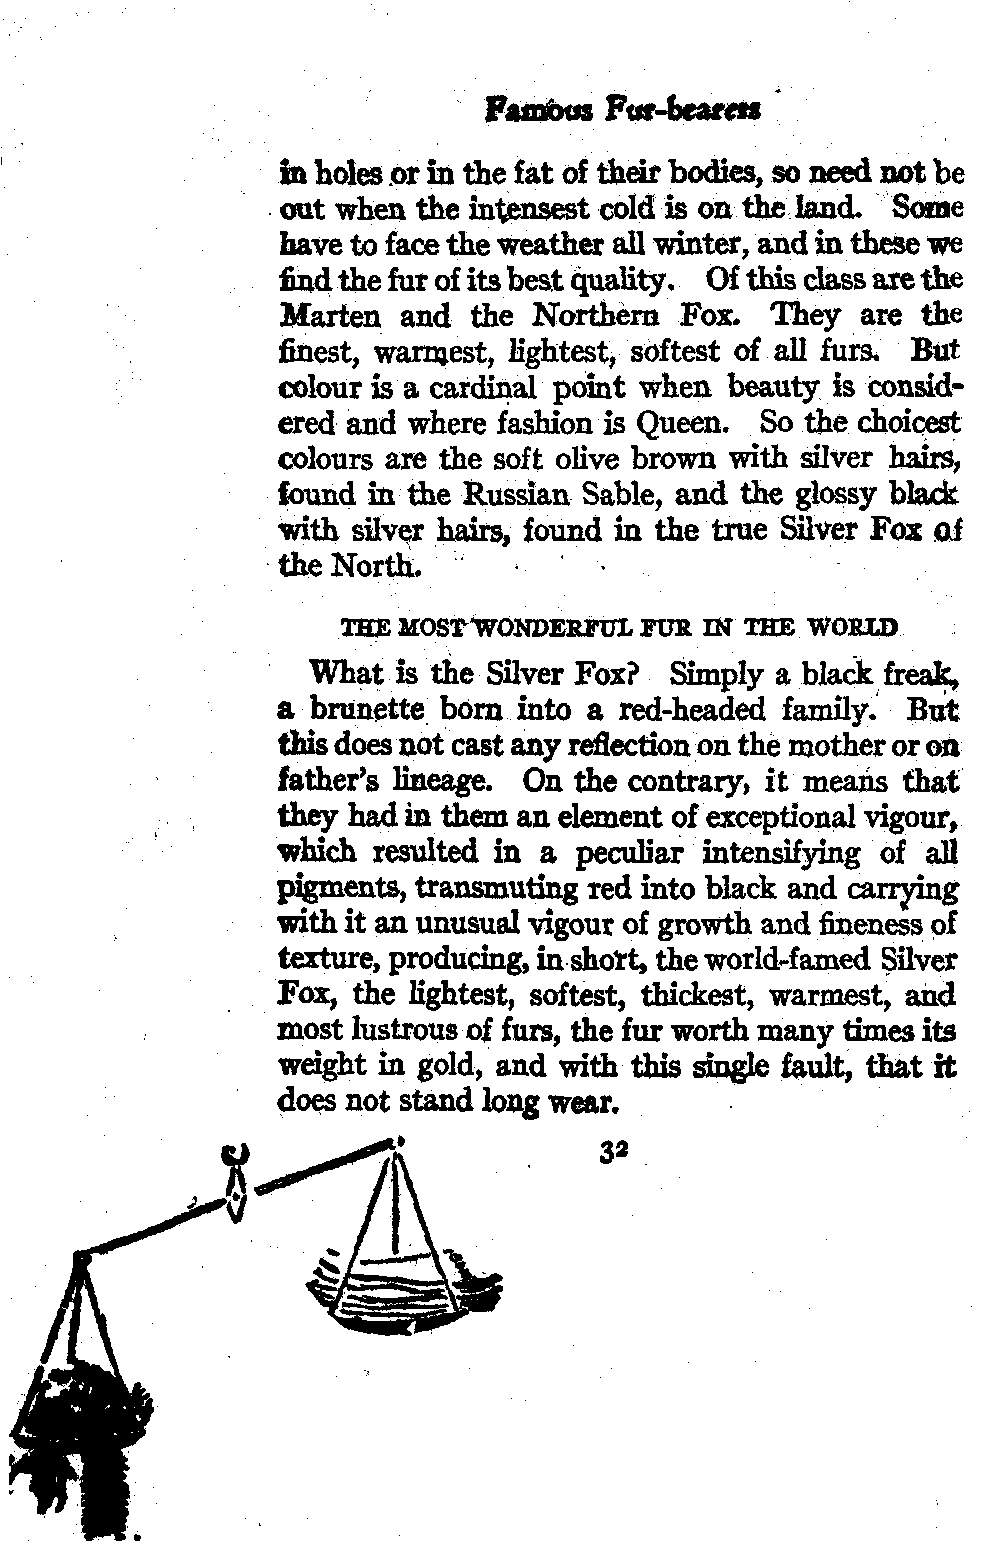 Famous Fur-bearers
in holes or in the fat of their bodies, so need not be
out when the intensest cold is on the land. Some
have to face the weather all winter, and in these we
find the fur of its best quality. Of this class are the
Marten and the Northern Fox. They are the
finest, warmest, lightest, softest of all furs. But
colour is a cardinal point when beauty is consid-
ered and where fashion is Queen. So the choicest
colours are the soft olive brown with silver hairs,
found in the Russian Sable, and the glossy black
with silver hairs, found in the true Silver Fox of
the North.
THE MOST WONDERFUL FUR IN THE WORLD
What is the Silver Fox? Simply a black freak,
a brunette born into a red-headed family. But
this does not cast any reflection on the mother or on
father's lineage. On the contrary, it means that
they had in them an element of exceptional vigour,
which resulted in a peculiar intensifying of all
pigments, transmuting red into black and carrying
with it an unusual vigour of growth and fineness of
texture, producing, in short, the world-famed Silver
Fox, the lightest, softest, thickest, warmest, and
most lustrous of furs, the fur worth many times its
weight in gold, and with this single fault, that it
does not stand long wear.
32